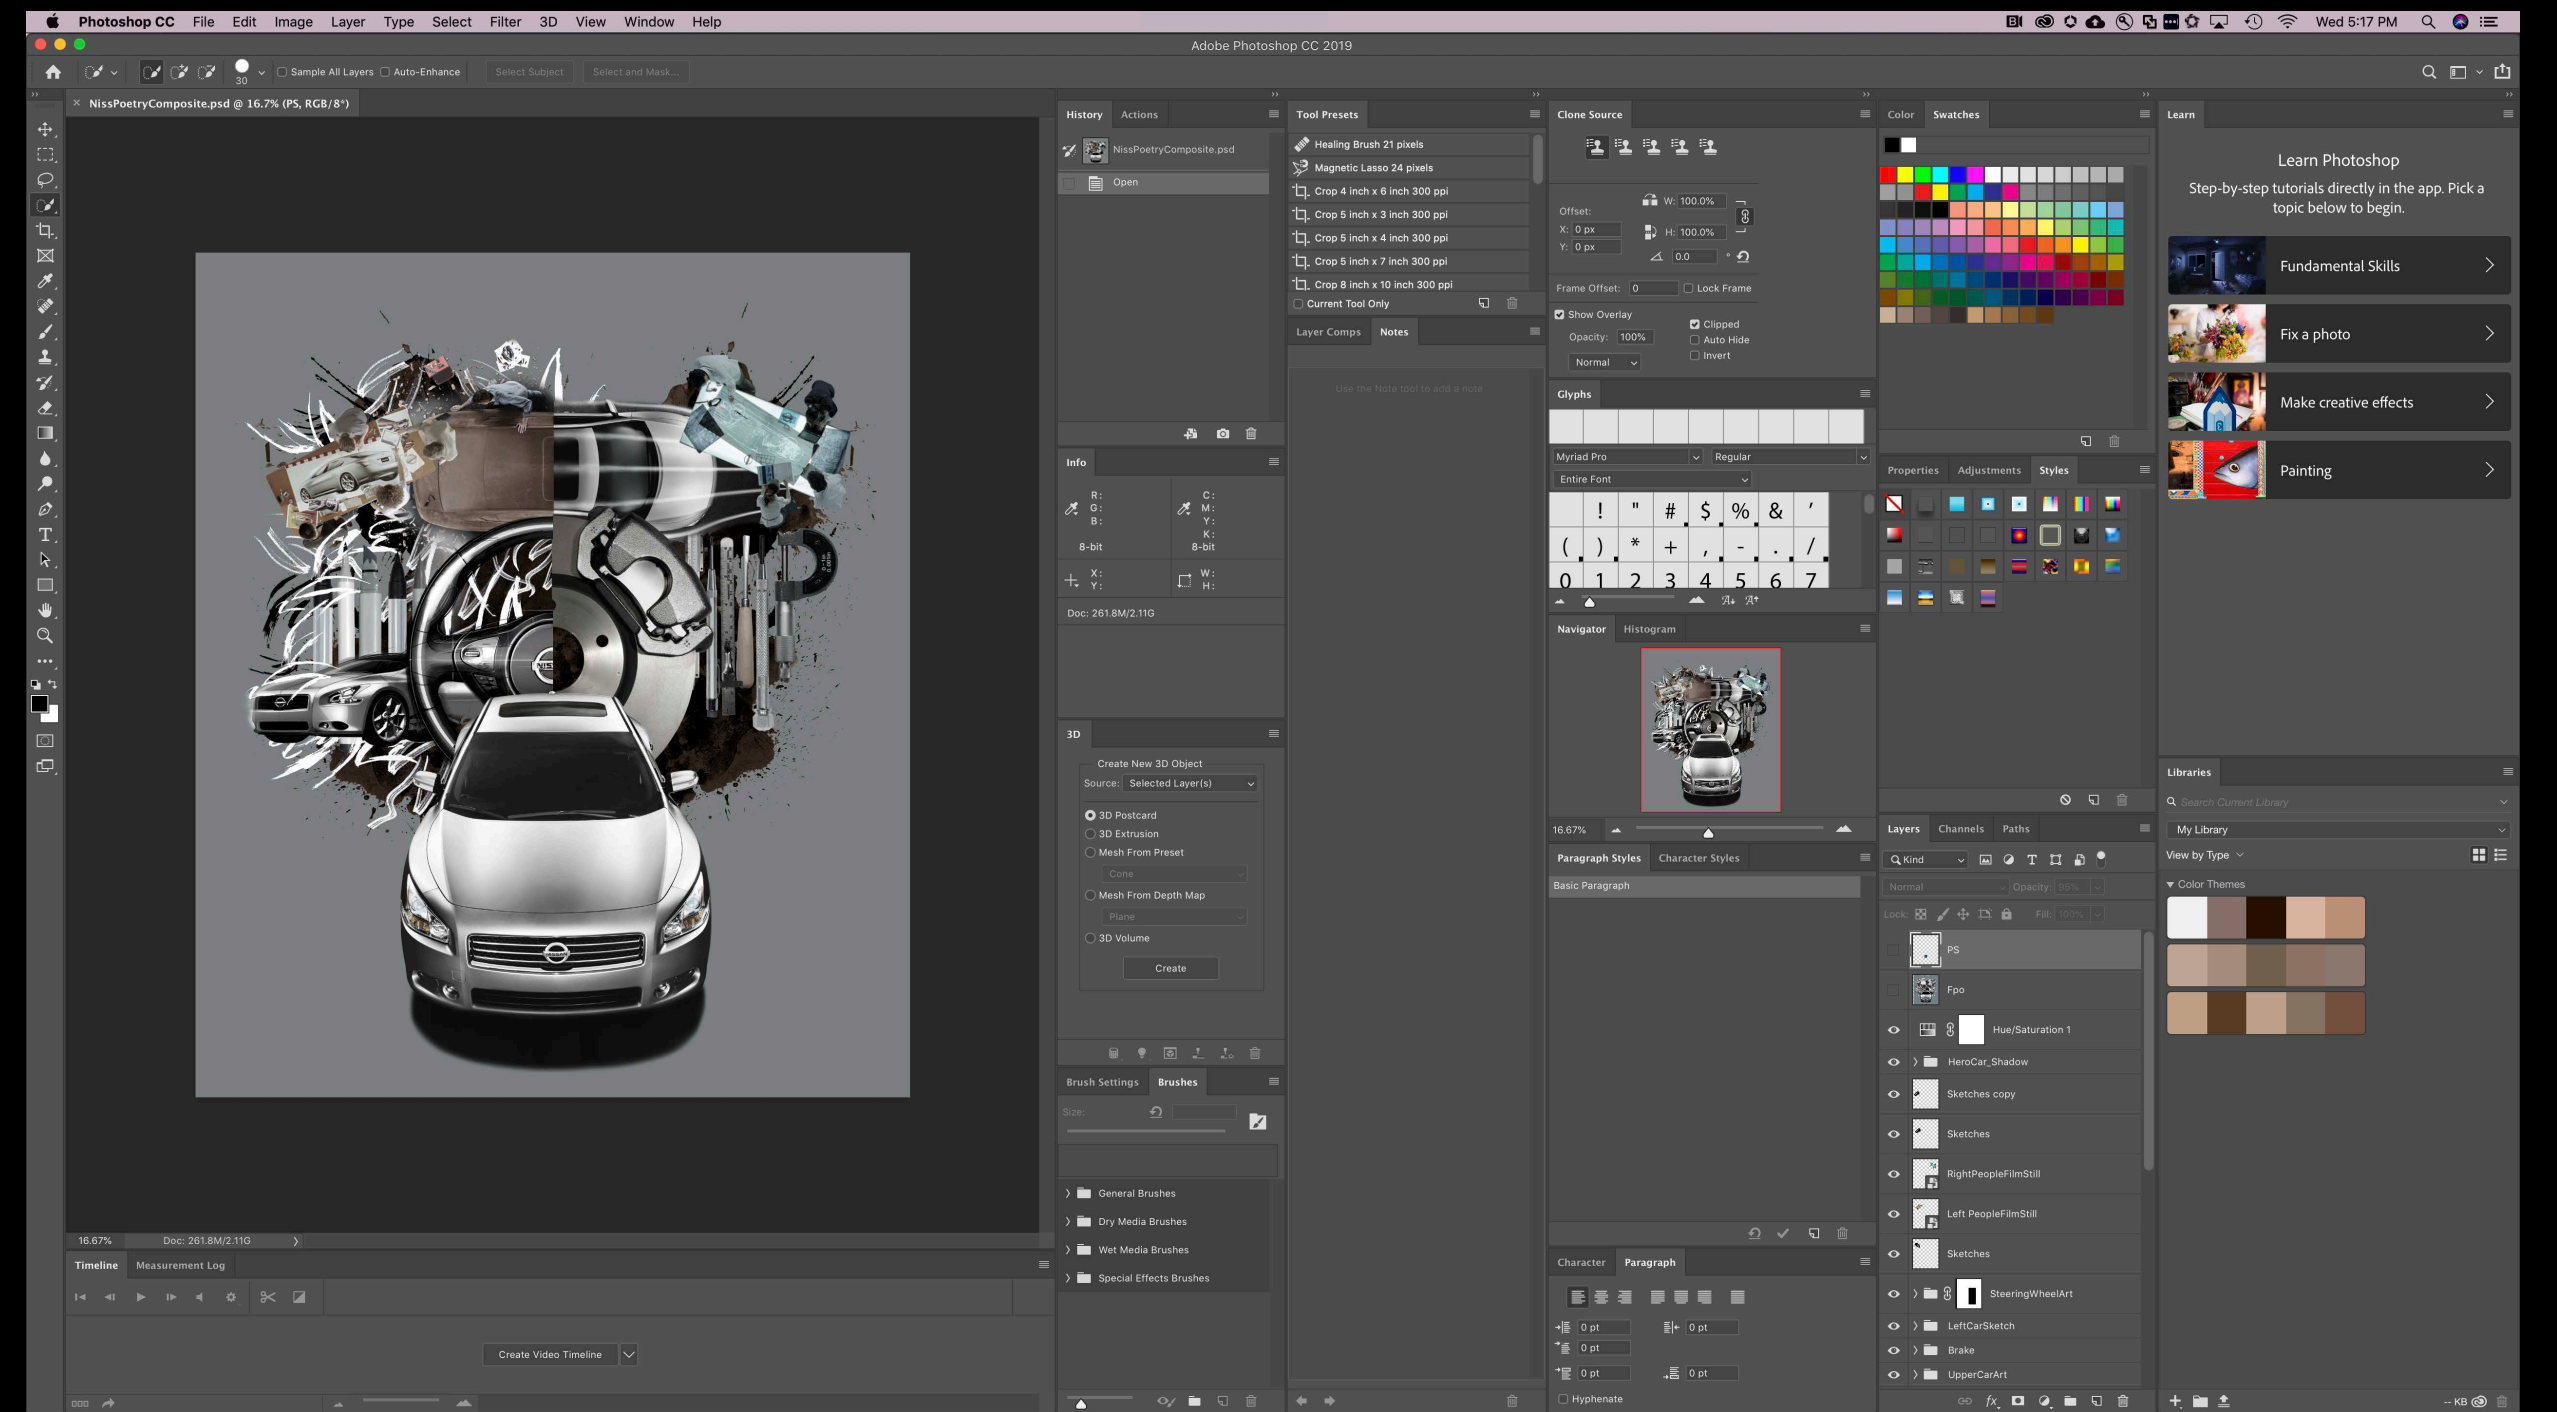 Photoshop CC File Edit Image Layer Type Select Filter 3D View Window Help
Wed 5:17 PM
Adobe Photoshop CC 2019
30
Sample All Layers Auto-Enhance Select Subject Select and Mask...
NissPoetryComposite.psd @ 16.7% (PS, RGB/8*)
16.67% Doc: 261.8M/2.11G
Timeline Measurement Log
Create Video Timeline
History Actions
NissPoetryComposite.psd
Open
Info
R: C:
G: M:
B: Y:
K:
8-bit 8-bit
X: W:
Y: H:
Doc: 261.8M/2.11G
3D
Create New 3D Object
Source: Selected Layer(s)
3D Postcard
3D Extrusion
Mesh From Preset
Cone
Mesh From Depth Map
Plane
3D Volume
Create
Brush Settings Brushes
Size:
General Brushes
Dry Media Brushes
Wet Media Brushes
Special Effects Brushes
Tool Presets
Healing Brush 21 pixels
Magnetic Lasso 24 pixels
Crop 4 inch x 6 inch 300 ppi
Crop 5 inch x 3 inch 300 ppi
Crop 5 inch x 4 inch 300 ppi
Crop 5 inch x 7 inch 300 ppi
Crop 8 inch x 10 inch 300 ppi
Current Tool Only
Layer Comps Notes
Use the Note tool to add a note
Clone Source
W: 100.0%
Offset:
X: 0 px H: 100.0%
Y: 0 px
0.0 °
Frame Offset: 0 Lock Frame
Show Overlay Clipped
Opacity: 100% Auto Hide
Normal Invert
Glyphs
Myriad Pro Regular
Entire Font
! " # $ % & '
( ) * + , - . /
0 1 2 3 4 5 6 7
Navigator Histogram
16.67%
Paragraph Styles Character Styles
Basic Paragraph
Character Paragraph
0 pt 0 pt
0 pt
0 pt 0 pt
Hyphenate
Color Swatches
Properties Adjustments Styles
Layers Channels Paths
Kind
Normal Opacity: 95%
Lock: Fill: 100%
PS
Fpo
Hue/Saturation 1
HeroCar_Shadow
Sketches copy
Sketches
RightPeopleFilmStill
Left PeopleFilmStill
Sketches
SteeringWheelArt
LeftCarSketch
Brake
UpperCarArt
Learn
Learn Photoshop
Step-by-step tutorials directly in the app. Pick a
topic below to begin.
Fundamental Skills
Fix a photo
Make creative effects
Painting
Libraries
Search Current Library
My Library
View by Type
Color Themes
-- KB